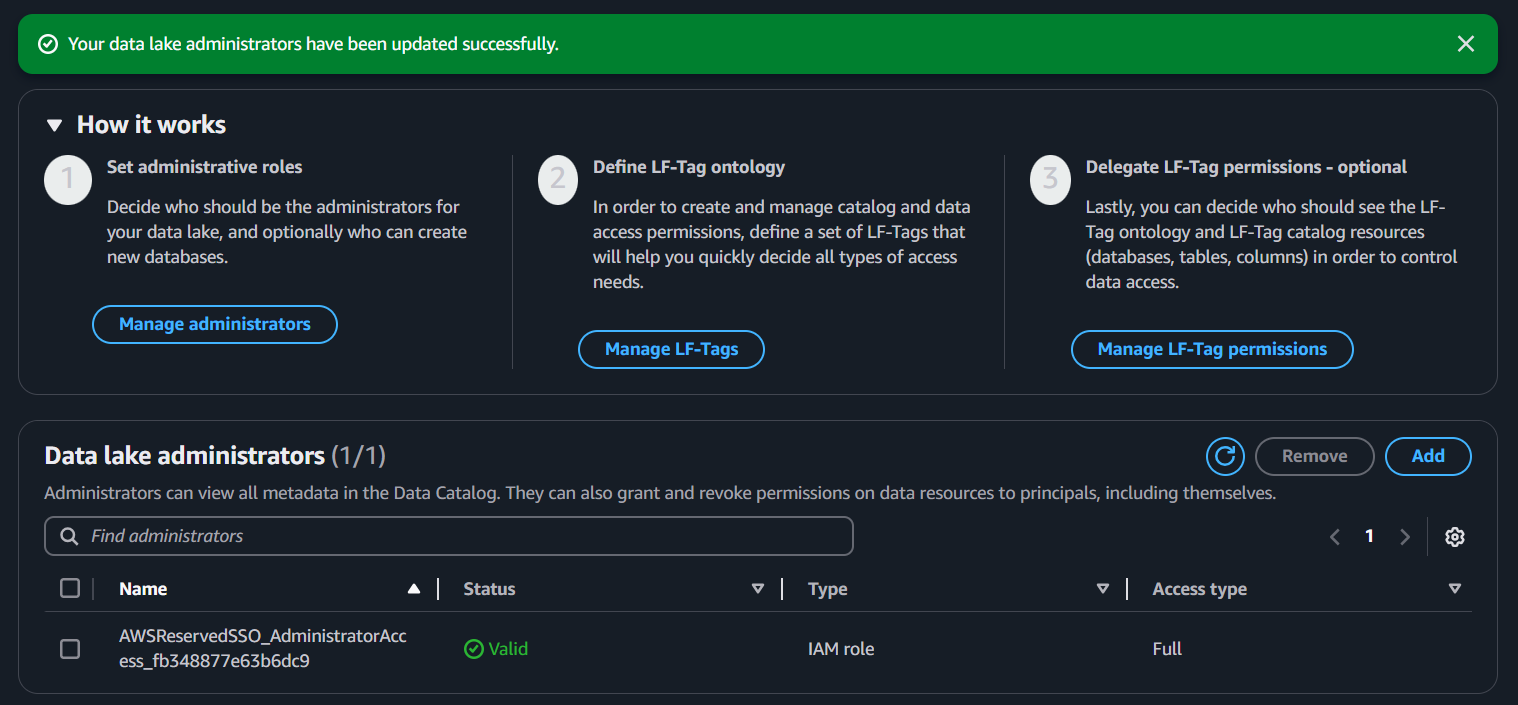 Your data lake administrators have been updated successfully.
How it works
1
Set administrative roles
Decide who should be the administrators for
your data lake, and optionally who can create
new databases.
Manage administrators
2
Define LF-Tag ontology
In order to create and manage catalog and data
access permissions, define a set of LF-Tags that
will help you quickly decide all types of access
needs.
Manage LF-Tags
3
Delegate LF-Tag permissions - optional
Lastly, you can decide who should see the LF-
Tag ontology and LF-Tag catalog resources
(databases, tables, columns) in order to control
data access.
Manage LF-Tag permissions
Data lake administrators (1/1)
Remove
Add
Administrators can view all metadata in the Data Catalog. They can also grant and revoke permissions on data resources to principals, including themselves.
Find administrators
1
Name Status Type Access type
AWSReservedSSO_AdministratorAcc
ess_fb348877e63b6dc9
Valid
IAM role
Full